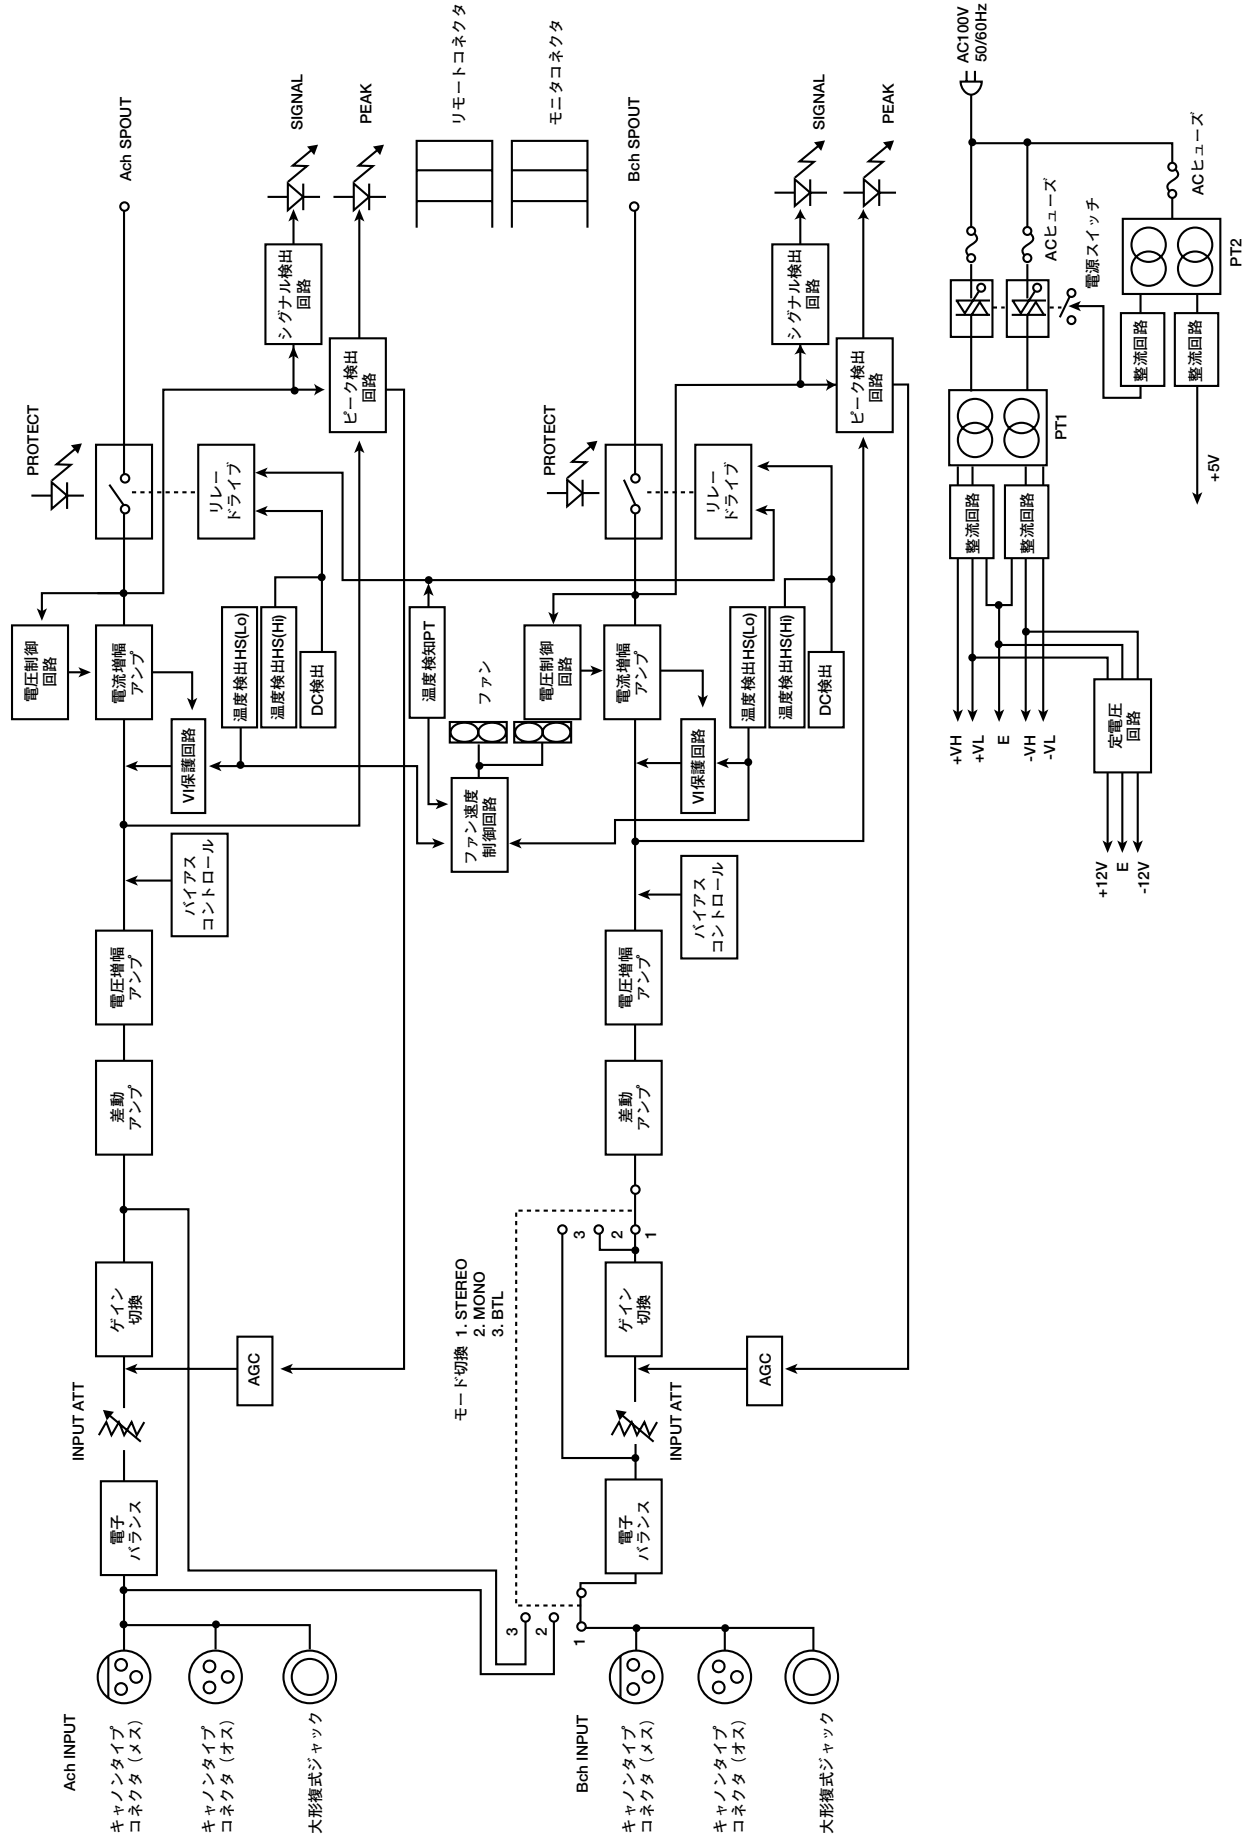 Ach INPUT
キャノンタイプ
コネクタ（メス）
キャノンタイプ
コネクタ（オス）
大形複式ジャック
電子
バランス
INPUT ATT
AGC
ゲイン
切換
差動
アンプ
電圧増幅
アンプ
バイアス
コントロール
VI保護回路
電圧制御
回路
電流増幅
アンプ
温度検出HS(Lo)
温度検出HS(Hi)
DC検出
PROTECT
リレー
ドライブ
ピーク検出
回路
シグナル検出
回路
Ach SPOUT
SIGNAL
PEAK
リモートコネクタ
モニタコネクタ
モード切換 1. STEREO
2. MONO
3. BTL
ファン速度
制御回路
ファン
温度検知PT
Bch INPUT
キャノンタイプ
コネクタ（メス）
キャノンタイプ
コネクタ（オス）
大形複式ジャック
3
2
1
電子
バランス
INPUT ATT
AGC
ゲイン
切換
3
2
1
差動
アンプ
電圧増幅
アンプ
バイアス
コントロール
VI保護回路
電圧制御
回路
電流増幅
アンプ
温度検出HS(Lo)
温度検出HS(Hi)
DC検出
PROTECT
リレー
ドライブ
ピーク検出
回路
シグナル検出
回路
Bch SPOUT
SIGNAL
PEAK
AC100V
50/60Hz
ACヒューズ
ACヒューズ
電源スイッチ
PT1
PT2
整流回路
整流回路
整流回路
整流回路
+5V
+VH
+VL
E
-VH
-VL
定電圧
回路
+12V
E
-12V